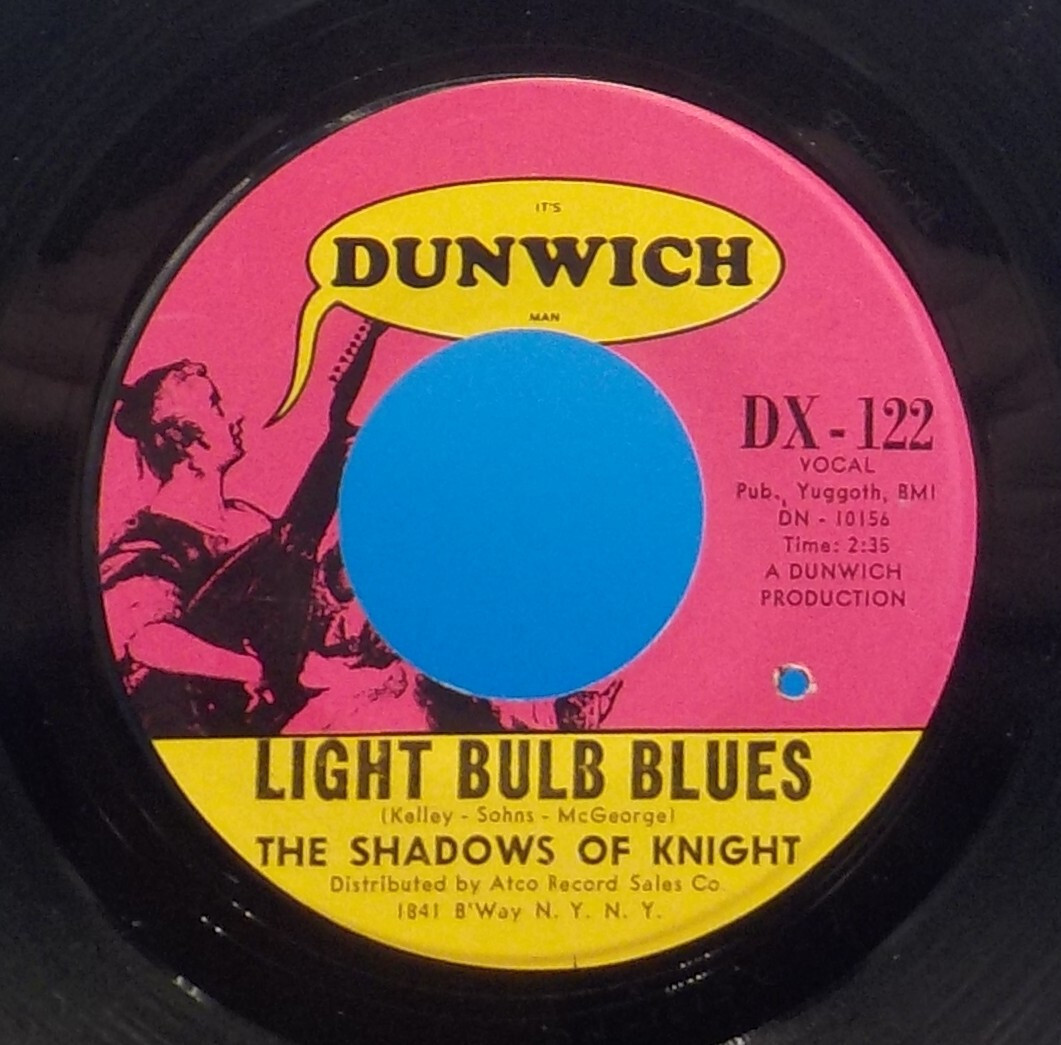 IT'S
DUNWICH
MAN
DX-122
VOCAL
Pub., Yuggoth, BMI
DN - 10156
Time: 2:35
A DUNWICH
PRODUCTION
LIGHT BULB BLUES
(Kelley - Sohns - McGeorge)
THE SHADOWS OF KNIGHT
Distributed by Atco Record Sales Co.
1841 B'Way N. Y. N. Y.